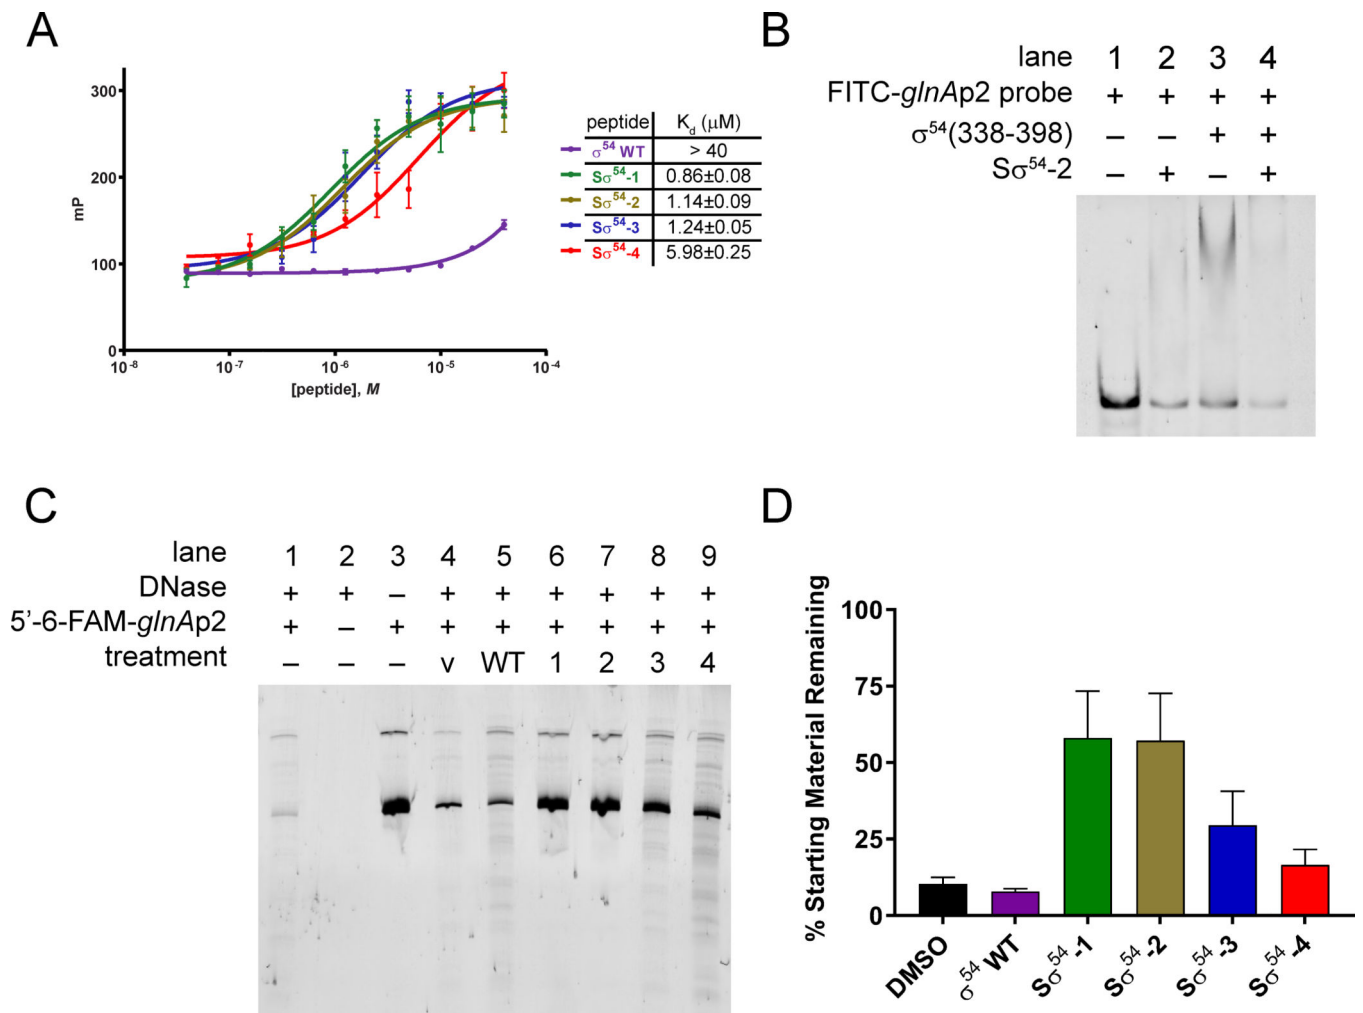 A
mP
300
200
100
0
10⁻⁸ 10⁻⁷ 10⁻⁶ 10⁻⁵ 10⁻⁴
[peptide], M
peptide K_d (μM)
σ⁵⁴ WT > 40
Sσ⁵⁴-1 0.86±0.08
Sσ⁵⁴-2 1.14±0.09
Sσ⁵⁴-3 1.24±0.05
Sσ⁵⁴-4 5.98±0.25
B
lane 1 2 3 4
FITC-glnAp2 probe + + + +
σ⁵⁴(338-398) – – + +
Sσ⁵⁴-2 – + – +
C
lane 1 2 3 4 5 6 7 8 9
DNase + + – + + + + + +
5’-6-FAM-glnAp2 + – + + + + + + +
treatment – – – v WT 1 2 3 4
D
% Starting Material Remaining
100
75
50
25
0
DMSO
σ⁵⁴ WT
Sσ⁵⁴-1
Sσ⁵⁴-2
Sσ⁵⁴-3
Sσ⁵⁴-4